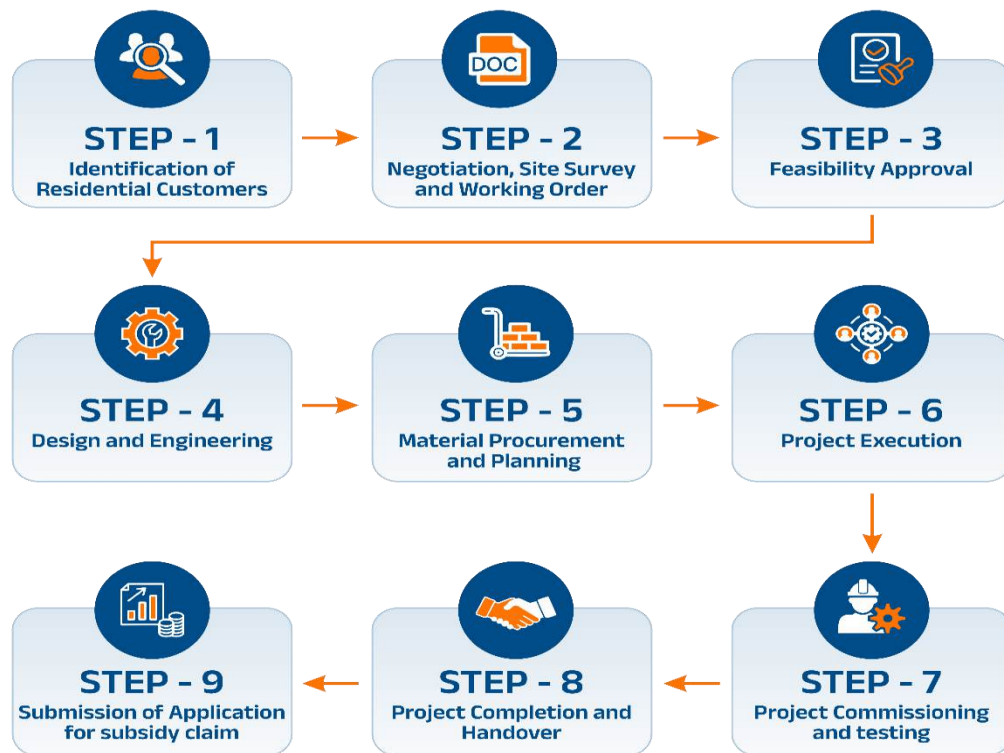 STEP - 1
Identification of
Residential Customers
DOC
STEP - 2
Negotiation, Site Survey
and Working Order
STEP - 3
Feasibility Approval
STEP - 4
Design and Engineering
STEP - 5
Material Procurement
and Planning
STEP - 6
Project Execution
STEP - 7
Project Commissioning
and testing
STEP - 8
Project Completion and
Handover
STEP - 9
Submission of Application
for subsidy claim